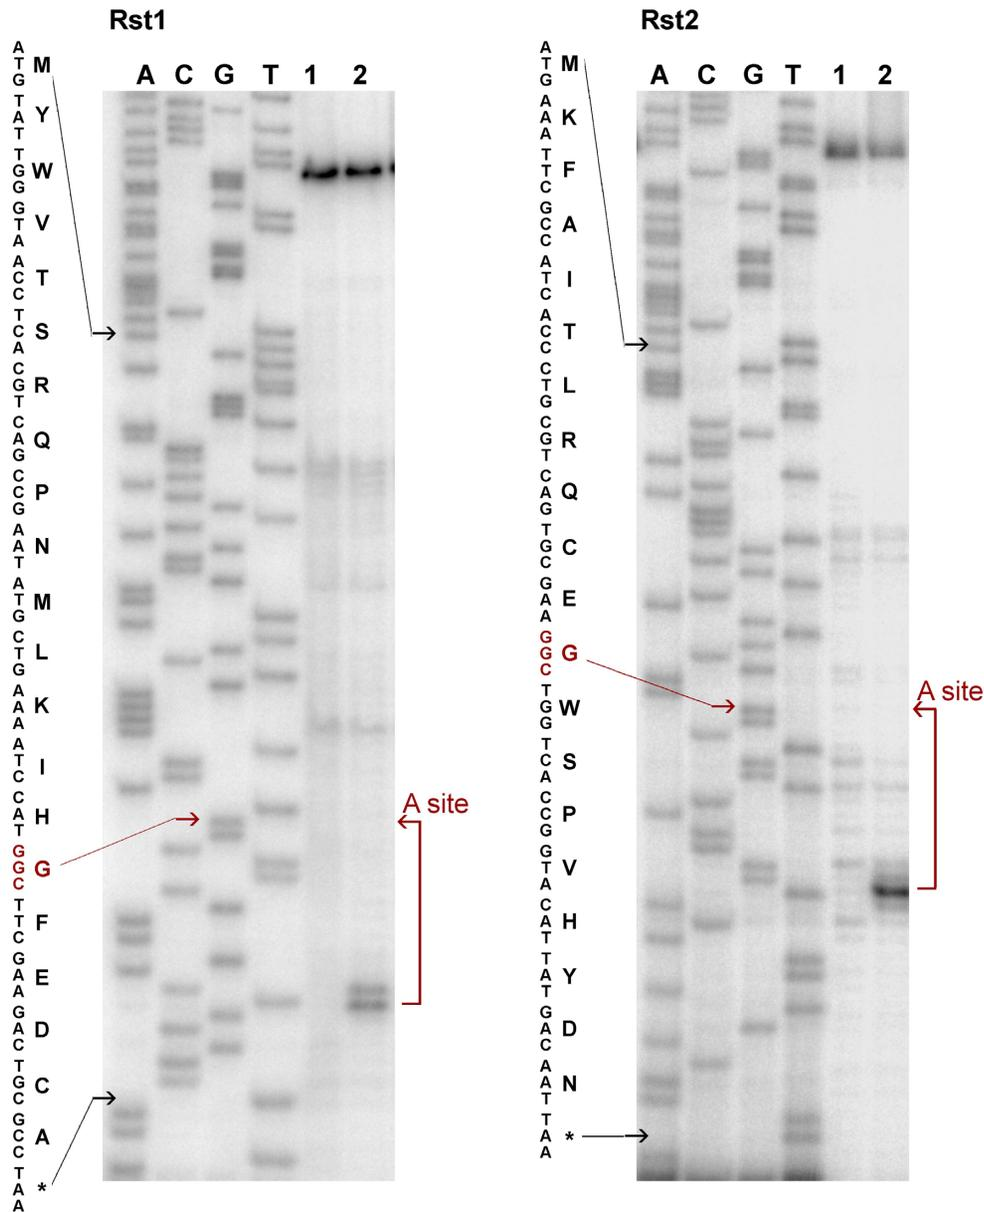 Rst1
A C G T 1 2
ATG M
TAT Y
TGG W
GTA V
ACC T
TCA S
CGT R
CAG Q
CCG P
AAT N
ATG M
CTG L
AAA K
ATC I
CAT H
GGC G
TTC F
GAA E
GAC D
TGC C
GCC A
TAA *
A site
Rst2
A C G T 1 2
ATG M
AAA K
TTC F
GCC A
ATC I
ACC T
CTG L
CGT R
CAG Q
TGC C
GAA E
GGC G
TGG W
TCA S
CCG P
GTA V
CAT H
TAT Y
GAC D
AAT N
TAA *
A site